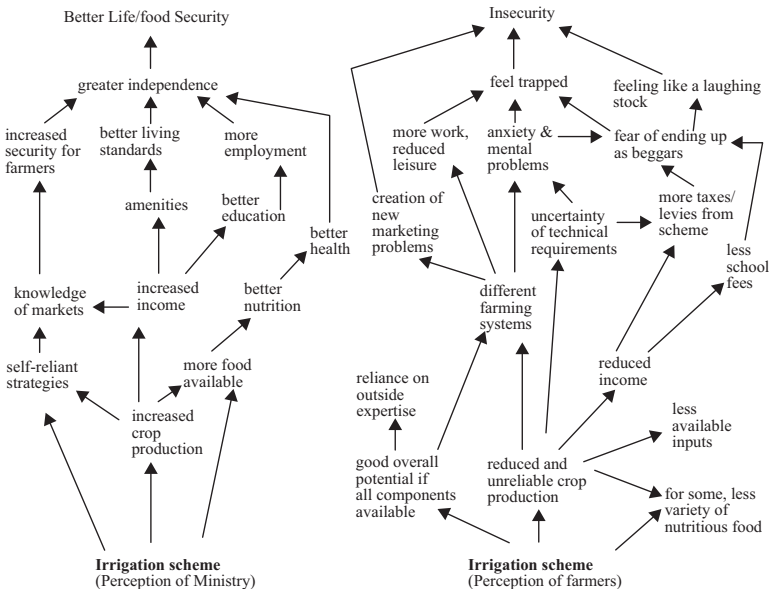 Better Life/food Security
greater independence
increased
security for
farmers
better living
standards
more
employment
amenities
better
education
better
health
knowledge
of markets
increased
income
better
nutrition
self-reliant
strategies
more food
available
increased
crop
production
Irrigation scheme
(Perception of Ministry)
Insecurity
feel trapped
feeling like a laughing
stock
more work,
reduced
leisure
anxiety &
mental
problems
fear of ending up
as beggars
creation of
new
marketing
problems
uncertainty
of technical
requirements
more taxes/
levies from
scheme
less
school
fees
different
farming
systems
reliance on
outside
expertise
reduced
income
less
available
inputs
good overall
potential if
all components
available
reduced and
unreliable crop
production
for some, less
variety of
nutritious food
Irrigation scheme
(Perception of farmers)